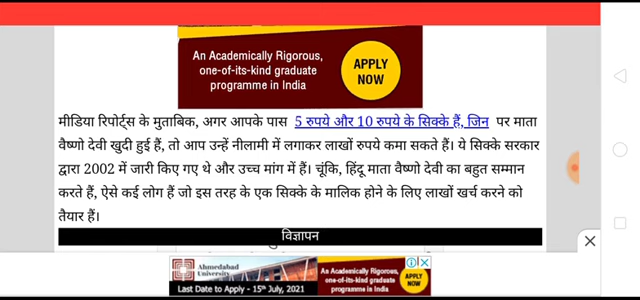 An Academically Rigorous,
one-of-its-kind graduate
programme in India
APPLY
NOW
मीडिया रिपोर्ट्स के मुताबिक, अगर आपके पास 5 रुपये और 10 रुपये के सिक्के हैं, जिन पर माता
वैष्णो देवी खुदी हुई हैं, तो आप उन्हें नीलामी में लगाकर लाखों रुपये कमा सकते हैं। ये सिक्के सरकार
द्वारा 2002 में जारी किए गए थे और उच्च मांग में हैं। चूंकि, हिंदू माता वैष्णो देवी का बहुत सम्मान
करते हैं, ऐसे कई लोग हैं जो इस तरह के एक सिक्के के मालिक होने के लिए लाखों खर्च करने को
तैयार हैं।
विज्ञापन
Ahmedabad
University
Last Date to Apply - 15th July, 2021
An Academically Rigorous,
one-of-its-kind graduate
programme in India
APPLY
NOW